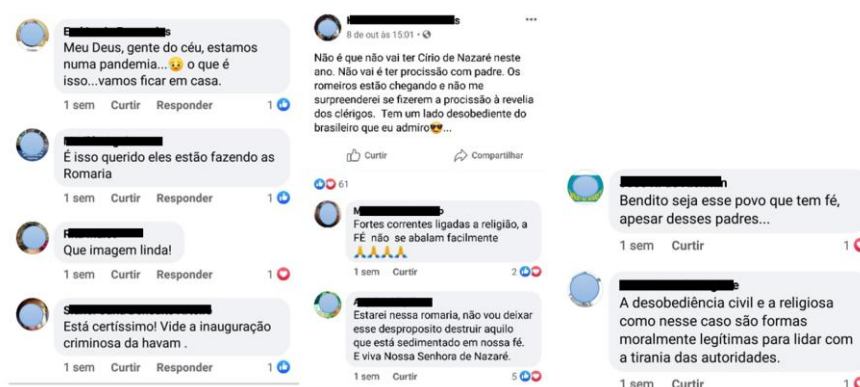 Meu Deus, gente do céu, estamos
numa pandemia...😥 o que é
isso...vamos ficar em casa.
1 sem Curtir Responder 1
É isso querido eles estão fazendo as
Romaria
1 sem Curtir Responder 1
Que imagem linda!
1 sem Curtir Responder 1
Está certíssimo! Vide a inauguração
criminosa da havam .
1 sem Curtir Responder 1
8 de out às 15:01 ·
Não é que não vai ter Círio de Nazaré neste
ano. Não vai é ter procissão com padre. Os
romeiros estão chegando e não me
surpreenderei se fizerem a procissão à revelia
dos clérigos. Tem um lado desobediente do
brasileiro que eu admiro😎...
Curtir Compartilhar
61
Fortes correntes ligadas a religião, a
FÉ não se abalam facilmente
🙏🙏🙏🙏
1 sem Curtir 2
Estarei nessa romaria, não vou deixar
esse desproposito destruir aquilo
que está sedimentado em nossa fé.
E viva Nossa Senhora de Nazaré.
1 sem Curtir 5
Bendito seja esse povo que tem fé,
apesar desses padres...
1 sem Curtir 1
A desobediência civil e a religiosa
como nesse caso são formas
moralmente legítimas para lidar com
a tirania das autoridades.
1 sem Curtir 1